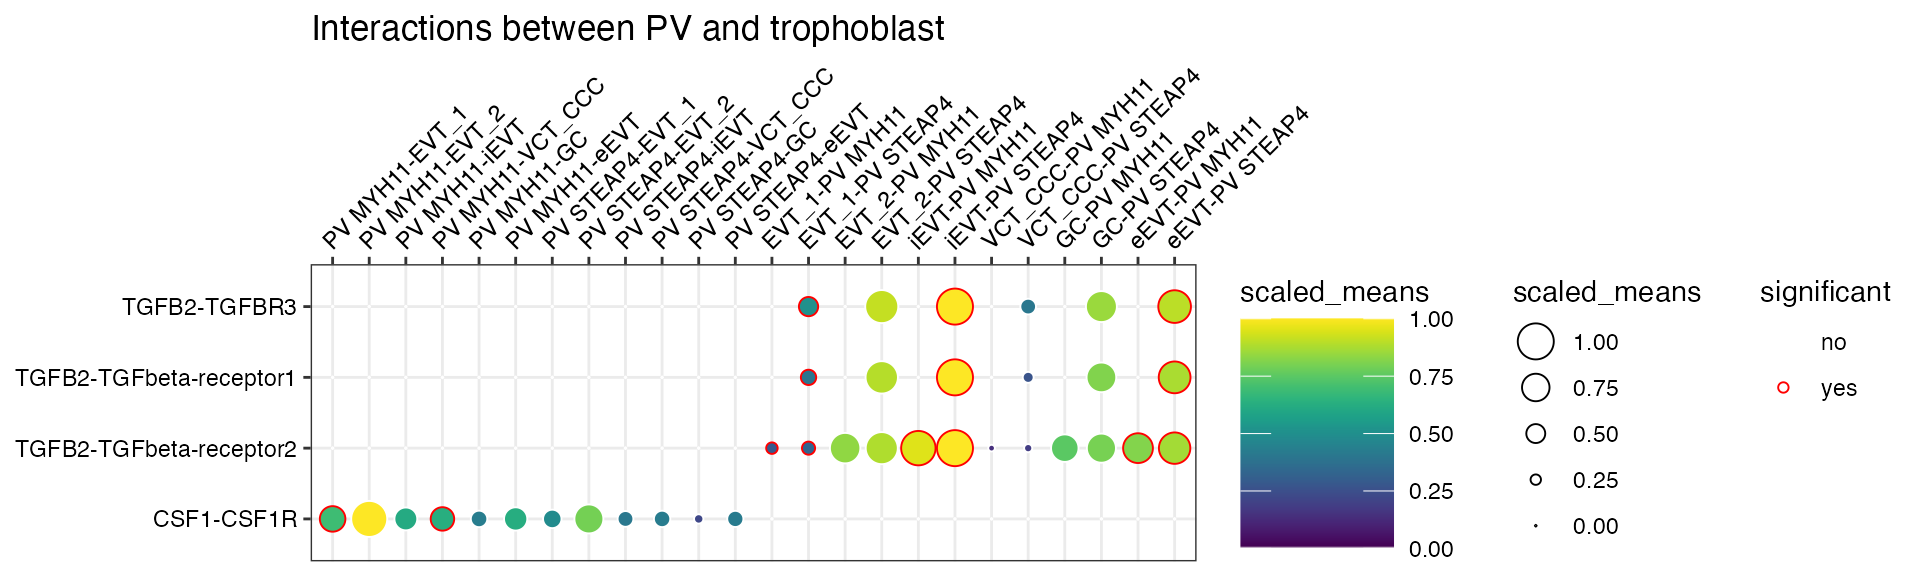 Interactions between PV and trophoblast
PV MYH11-EVT_1
PV MYH11-EVT_2
PV MYH11-iEVT
PV MYH11-VCT_CCC
PV MYH11-GC
PV MYH11-eEVT
PV STEAP4-EVT_1
PV STEAP4-EVT_2
PV STEAP4-iEVT
PV STEAP4-VCT_CCC
PV STEAP4-GC
PV STEAP4-eEVT
EVT_1-PV MYH11
EVT_1-PV STEAP4
EVT_2-PV MYH11
EVT_2-PV STEAP4
iEVT-PV MYH11
iEVT-PV STEAP4
VCT_CCC-PV MYH11
VCT_CCC-PV STEAP4
GC-PV MYH11
GC-PV STEAP4
eEVT-PV MYH11
eEVT-PV STEAP4
TGFB2-TGFBR3
TGFB2-TGFbeta-receptor1
TGFB2-TGFbeta-receptor2
CSF1-CSF1R
scaled_means
1.00
0.75
0.50
0.25
0.00
scaled_means
1.00
0.75
0.50
0.25
0.00
significant
no
yes